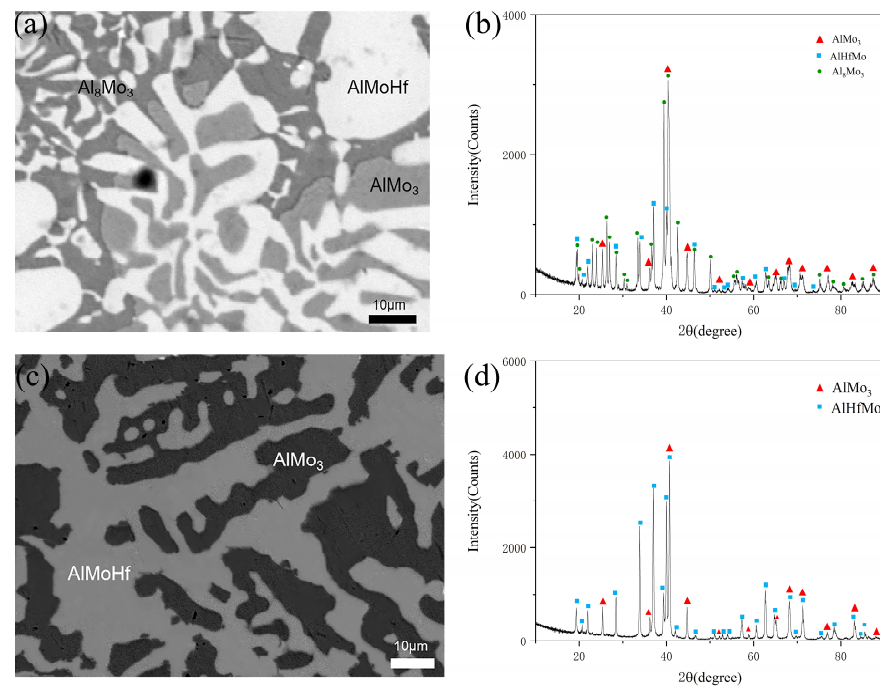 (a)
Al₈Mo₃
AlMoHf
AlMo₃
10μm
(b)
4000
2000
0
Intensity(Counts)
AlMo₃
AlHfMo
Al₈Mo₃
20
40
60
80
2θ(degree)
(c)
AlMo₃
AlMoHf
10μm
(d)
6000
4000
2000
0
Intensity(Counts)
AlMo₃
AlHfMo
20
40
60
80
2θ(degree)